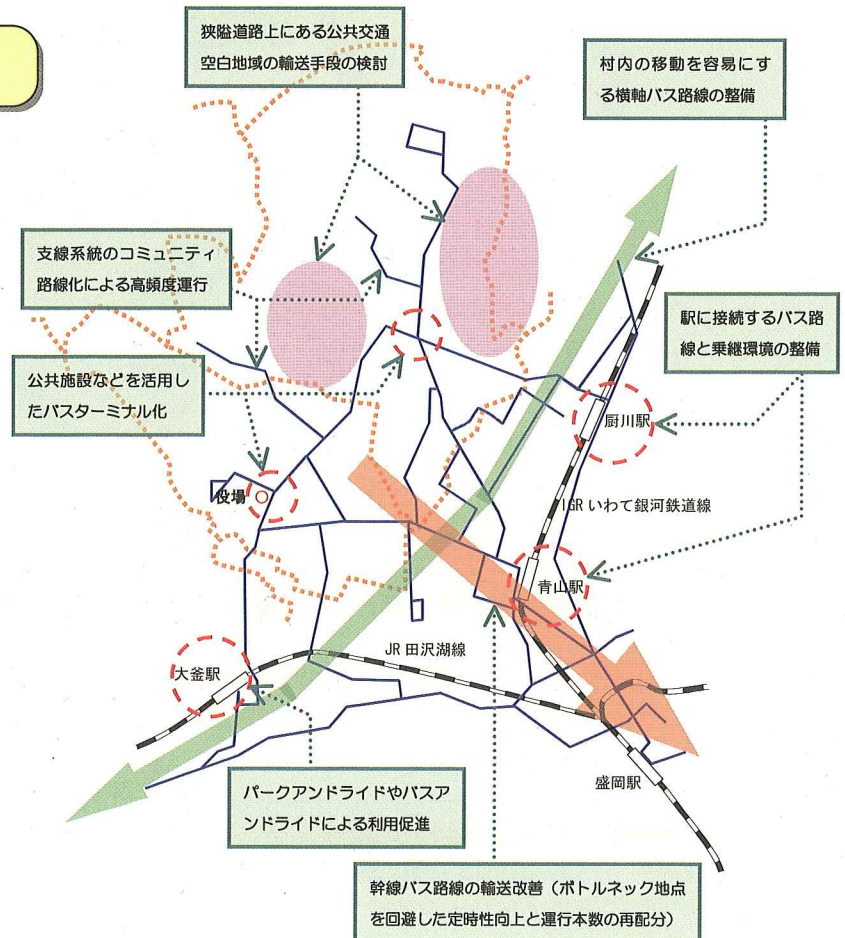 狭隘道路上にある公共交通
空白地域の輸送手段の検討
村内の移動を容易にす
る横軸バス路線の整備
支線系統のコミュニティ
路線化による高頻度運行
駅に接続するバス路
線と乗継環境の整備
公共施設などを活用し
たバスターミナル化
厨川駅
役場
IGRいわて銀河鉄道線
青山駅
JR田沢湖線
大釜駅
盛岡駅
パークアンドライドやバスア
ンドライドによる利用促進
幹線バス路線の輸送改善（ボトルネック地点
を回避した定時性向上と運行本数の再配分）